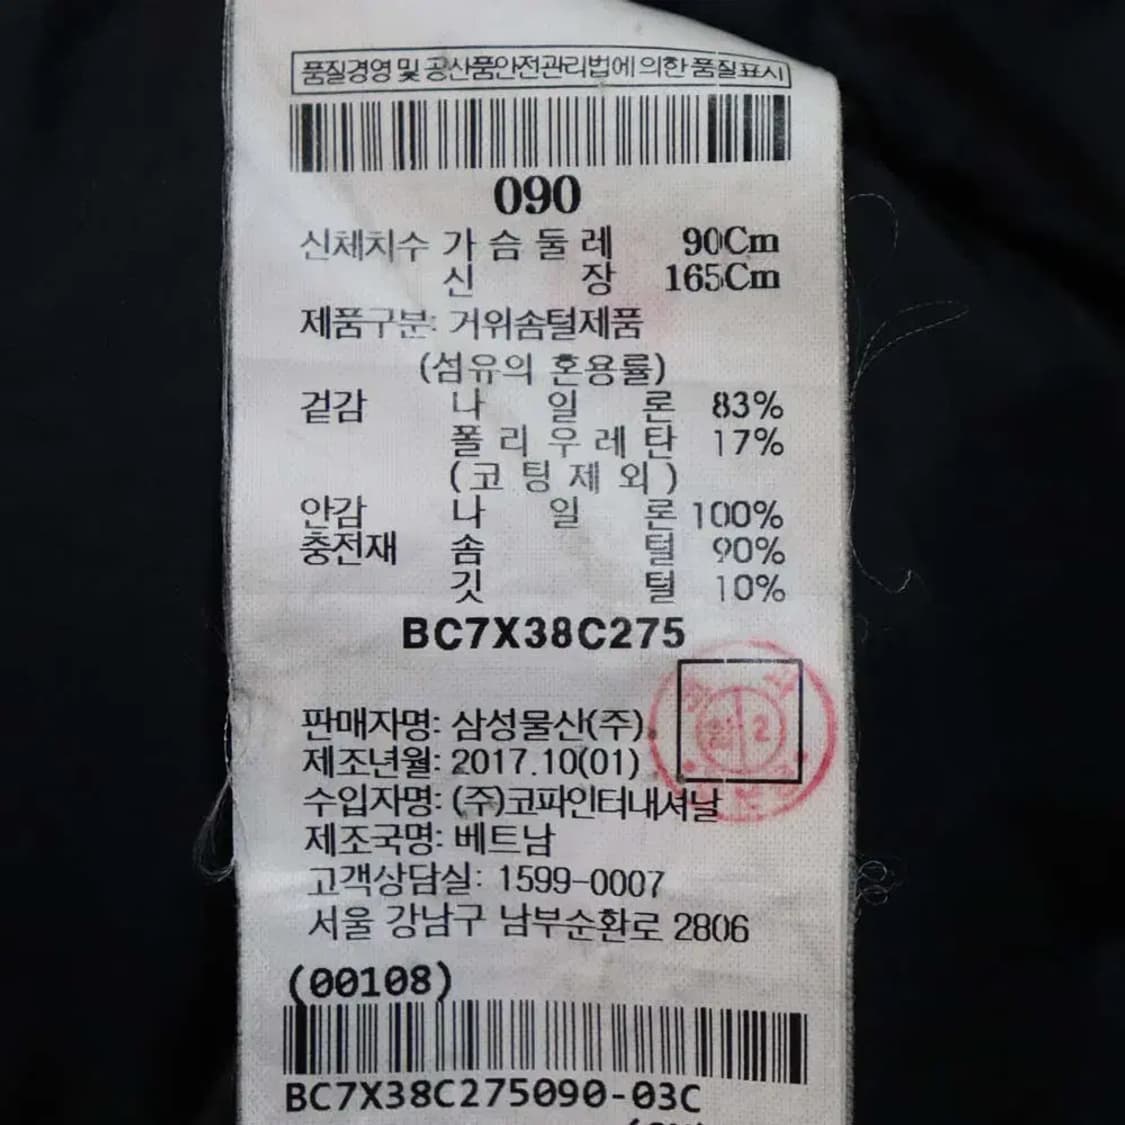 품질경영 및 공산품안전관리법에 의한 품질표시
090
신체치수 가 슴 둘 레 90Cm
신 장 165Cm
제품구분: 거위솜털제품
(섬유의 혼용률)
겉감 나 일 론 83%
폴 리 우 레 탄 17%
(코 팅 제 외)
안감 나 일 론 100%
충전재 솜 털 90%
깃 털 10%
BC7X38C275
판매자명: 삼성물산(주)
제조년월: 2017.10(01)
수입자명: (주)코파인터내셔날
제조국명: 베트남
고객상담실: 1599-0007
서울 강남구 남부순환로 2806
(00108)
BC7X38C275090-03C